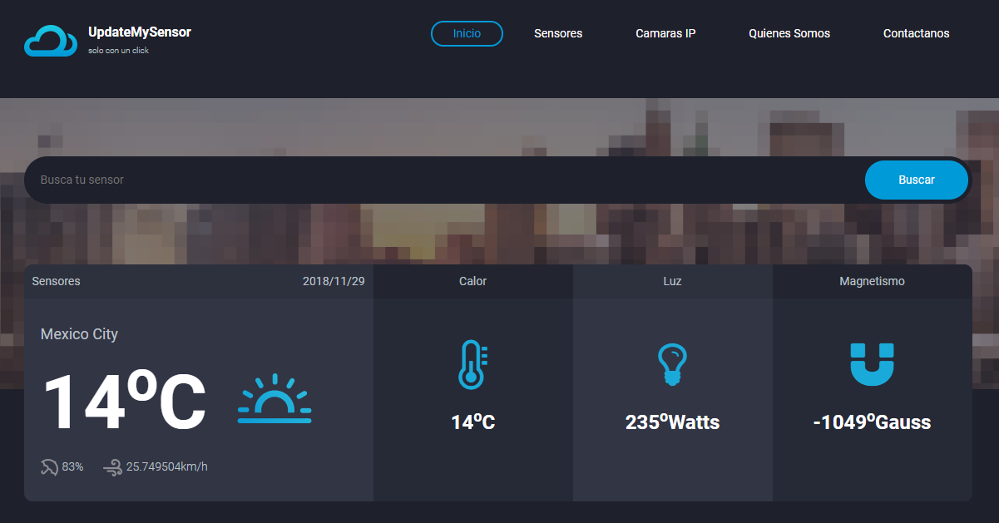 UpdateMySensor
solo con un click
Inicio
Sensores
Camaras IP
Quienes Somos
Contactanos
Busca tu sensor
Buscar
Sensores
2018/11/29
Calor
Luz
Magnetismo
Mexico City
14ºC
83%
25.749504km/h
14ºC
235ºWatts
-1049ºGauss